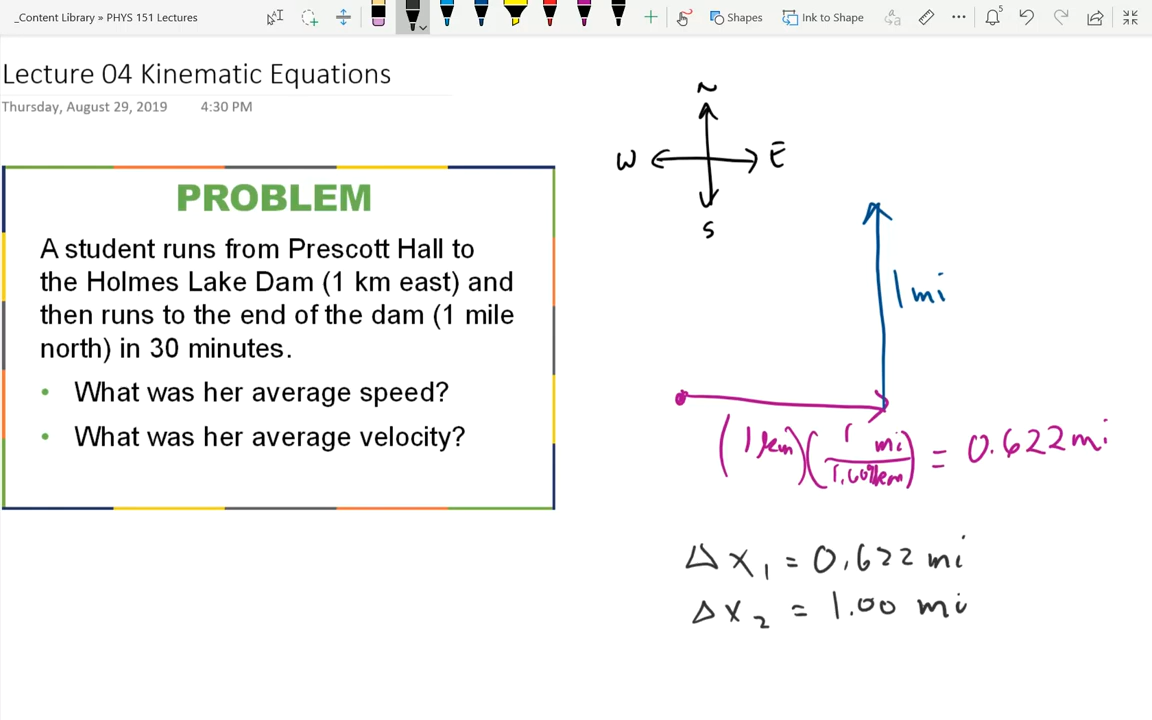 _Content Library » PHYS 151 Lectures
Shapes
Ink to Shape
5
Lecture 04 Kinematic Equations
Thursday, August 29, 2019 4:30 PM
PROBLEM
A student runs from Prescott Hall to
the Holmes Lake Dam (1 km east) and
then runs to the end of the dam (1 mile
north) in 30 minutes.
• What was her average speed?
• What was her average velocity?
N
W E
S
1 mi
(1 km)(1 mi / 1.609 km) = 0.622 mi
Δx₁ = 0.622 mi
Δx₂ = 1.00 mi